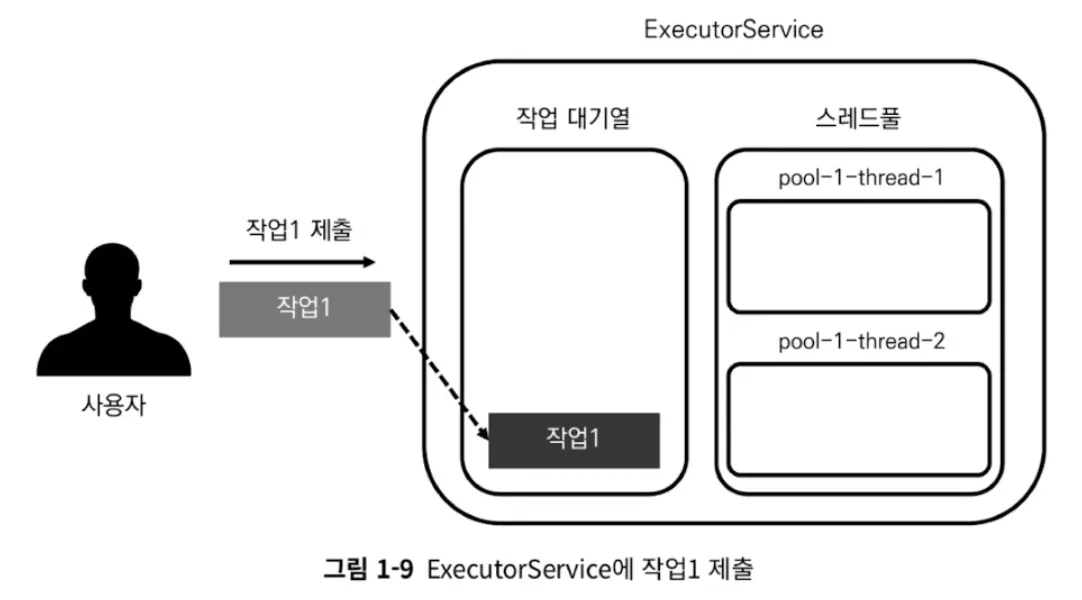 ExecutorService
작업 대기열
스레드풀
pool-1-thread-1
작업1 제출
작업1
pool-1-thread-2
사용자
작업1
그림 1-9 ExecutorService에 작업1 제출